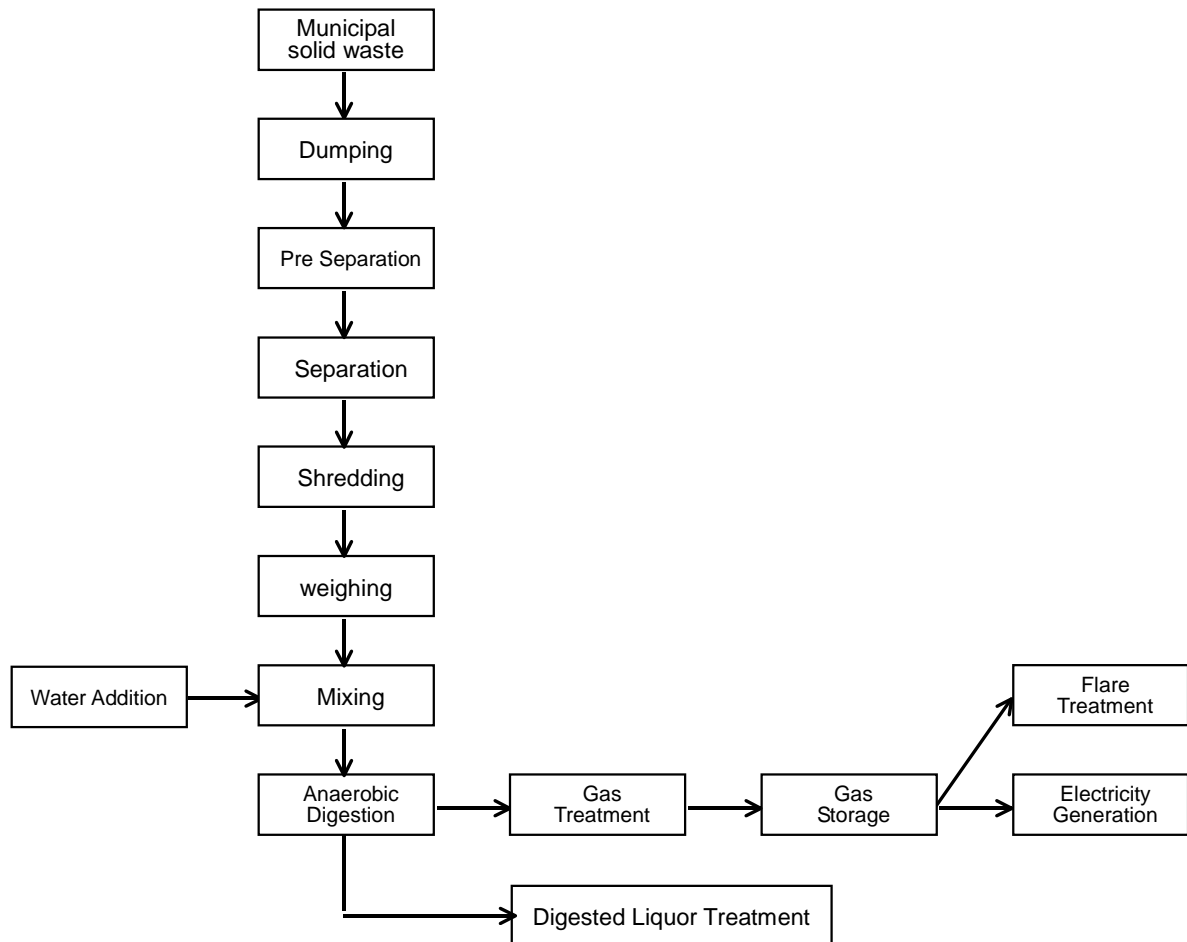 Municipal
solid waste
Dumping
Pre Separation
Separation
Shredding
weighing
Water Addition
Mixing
Flare
Treatment
Anaerobic
Digestion
Gas
Treatment
Gas
Storage
Electricity
Generation
Digested Liquor Treatment